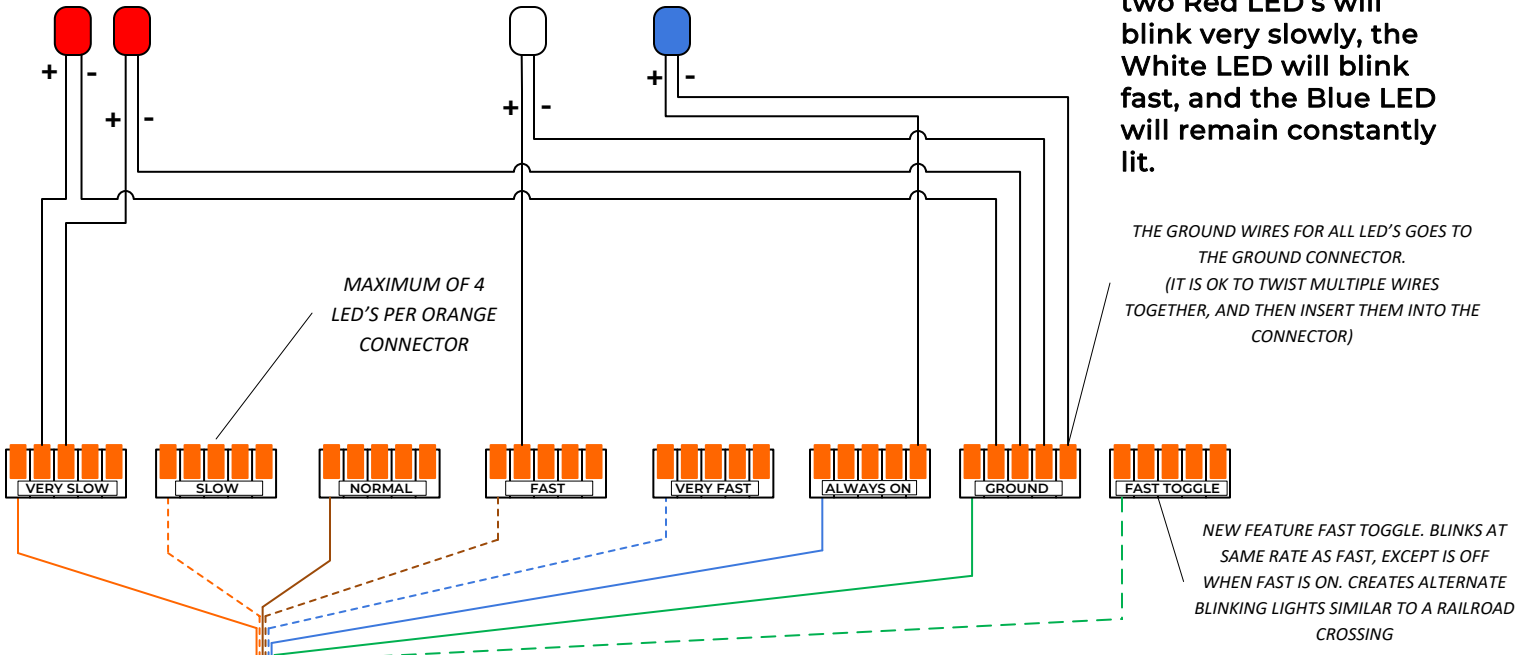 two Red LED's will
blink very slowly, the
White LED will blink
fast, and the Blue LED
will remain constantly
lit.
+ -
+ -
+ -
+ -
THE GROUND WIRES FOR ALL LED'S GOES TO
THE GROUND CONNECTOR.
(IT IS OK TO TWIST MULTIPLE WIRES
TOGETHER, AND THEN INSERT THEM INTO THE
CONNECTOR)
MAXIMUM OF 4
LED'S PER ORANGE
CONNECTOR
VERY SLOW
SLOW
NORMAL
FAST
VERY FAST
ALWAYS ON
GROUND
FAST TOGGLE
NEW FEATURE FAST TOGGLE. BLINKS AT
SAME RATE AS FAST, EXCEPT IS OFF
WHEN FAST IS ON. CREATES ALTERNATE
BLINKING LIGHTS SIMILAR TO A RAILROAD
CROSSING